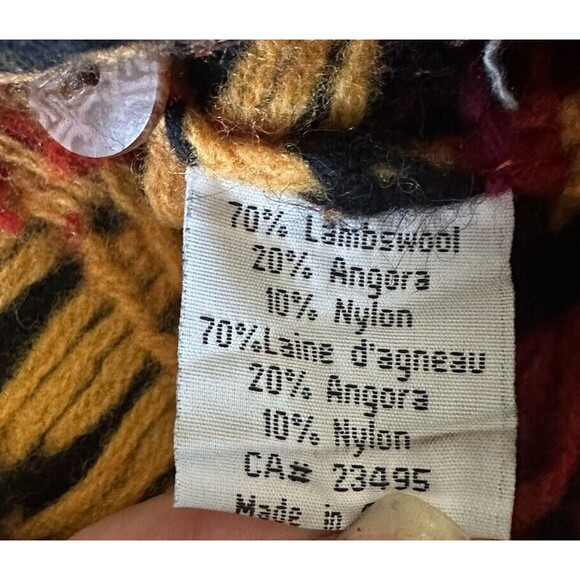 70% Lambswool
20% Angora
10% Nylon
70%Laine d'agneau
20% Angora
10% Nylon
CA# 23495
Made in